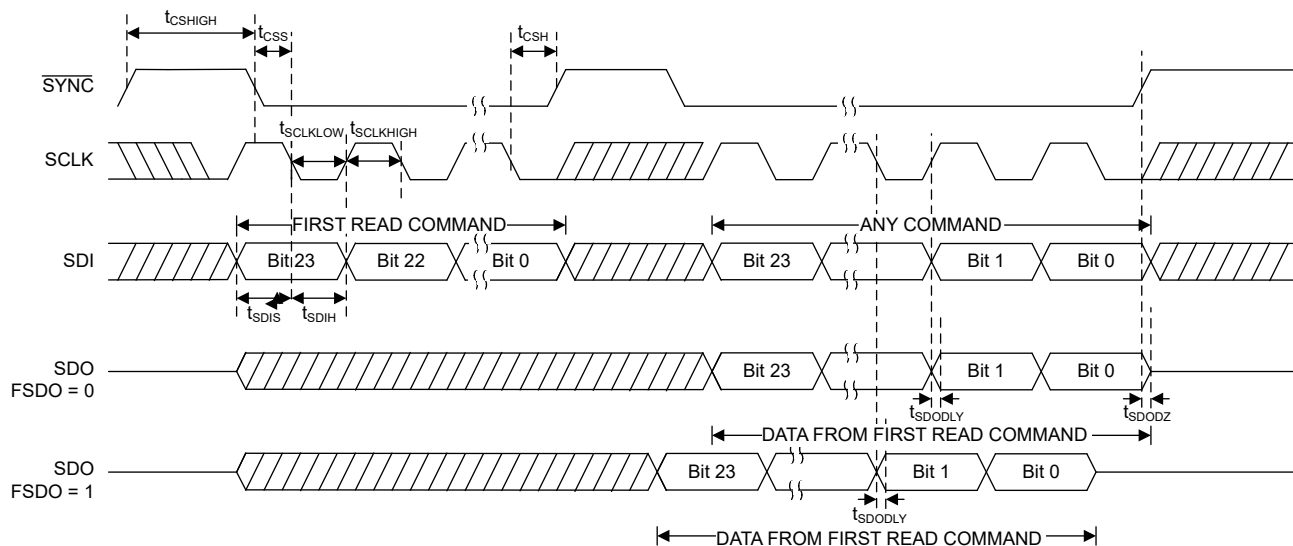 tCSHIGH
tCSS
tCSH
SYNC
tSCLKLOW
tSCLKHIGH
SCLK
FIRST READ COMMAND
ANY COMMAND
SDI
Bit 23
Bit 22
Bit 0
Bit 23
Bit 1
Bit 0
tSDIS
tSDIH
SDO
FSDO = 0
Bit 23
Bit 1
Bit 0
tSDODLY
tSDODZ
DATA FROM FIRST READ COMMAND
SDO
FSDO = 1
Bit 23
Bit 1
Bit 0
tSDODLY
DATA FROM FIRST READ COMMAND